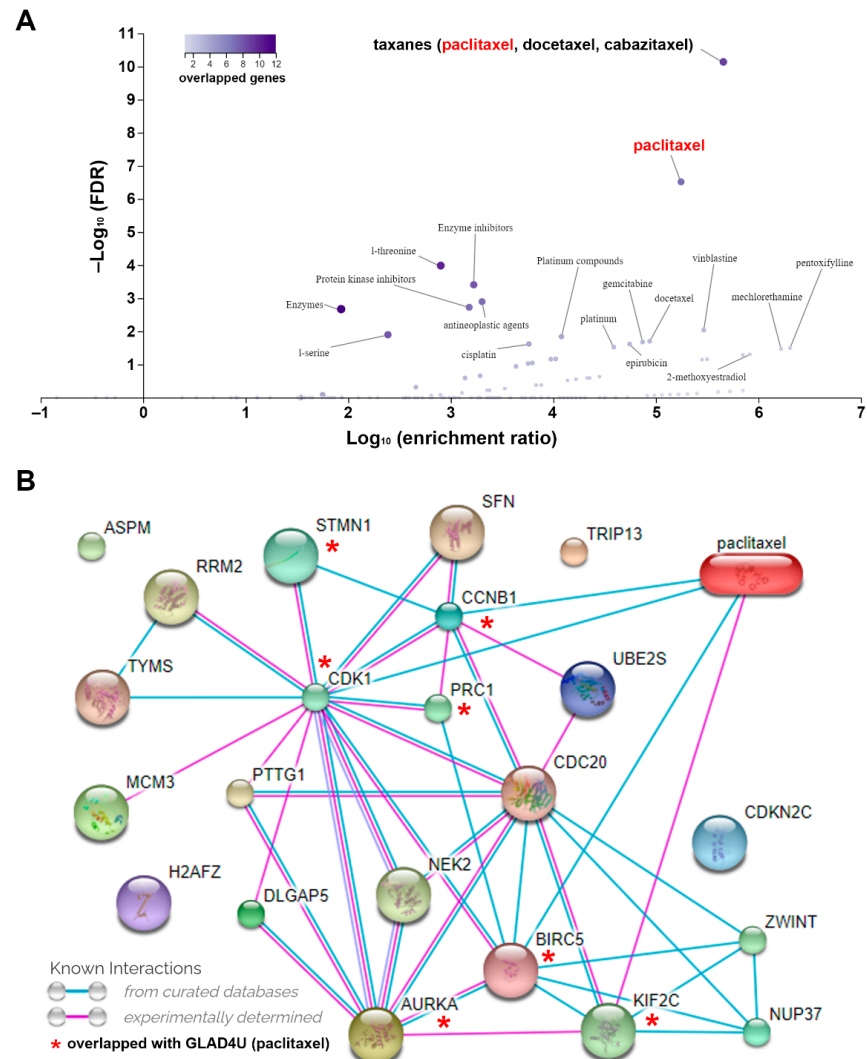 A
11
10
9
8
7
6
5
4
3
2
1
−Log₁₀ (FDR)
2 4 6 8 10 12
overlapped genes
taxanes (paclitaxel, docetaxel, cabazitaxel)
paclitaxel
Enzyme inhibitors
l-threonine
Protein kinase inhibitors
Enzymes
l-serine
antineoplastic agents
cisplatin
Platinum compounds
platinum
gemcitabine
epirubicin
docetaxel
vinblastine
2-methoxyestradiol
mechlorethamine
pentoxifylline
−1 0 1 2 3 4 5 6 7
Log₁₀ (enrichment ratio)
B
ASPM
STMN1
*
SFN
TRIP13
paclitaxel
RRM2
CCNB1
*
TYMS
*
CDK1
PRC1
*
UBE2S
MCM3
PTTG1
CDC20
CDKN2C
H2AFZ
DLGAP5
NEK2
BIRC5
*
ZWINT
AURKA
*
KIF2C
*
NUP37
Known Interactions
from curated databases
experimentally determined
* overlapped with GLAD4U (paclitaxel)